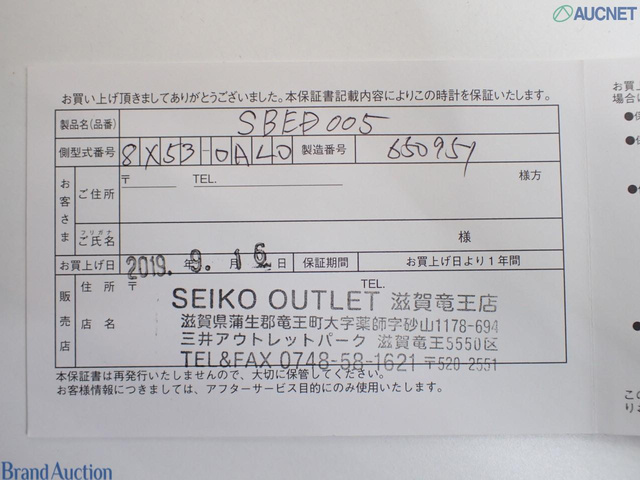 AUCNET
お買い上げ頂きましてありがとうございました。本保証書記載内容によりこの時計を保証いたします。
製品名(品番) SBED005
側型式番号 8X53-0A40 製造番号 650957
お客さま
ご住所 〒 TEL. 様方
フリガナ
ご氏名 様
お買上げ日 2019.年 9.月 16日 保証期間 お買上げ日より1年間
販売店
住所 〒 TEL.
店名
SEIKO OUTLET 滋賀竜王店
滋賀県蒲生郡竜王町大字薬師字砂山1178-694
三井アウトレットパーク 滋賀竜王5550区
TEL&FAX 0748-58-1621 〒520-2551
本保証書は再発行いたしませんので、大切に保管してください。
お客様情報につきましては、アフターサービス目的にのみ使用いたします。
お買上
場合に
このり
Brand Auction